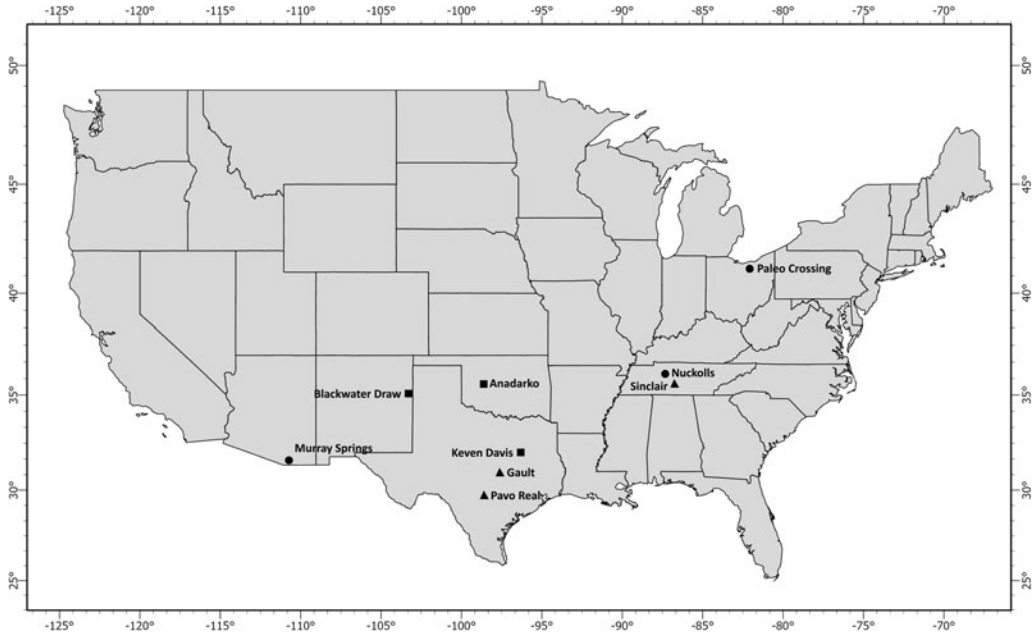 -125° -120° -115° -110° -105° -100° -95° -90° -85° -80° -75° -70°
50° 50°
45° 45°
Paleo Crossing
40° 40°
Nuckolls
Anadarko
Sinclair
Blackwater Draw
35° 35°
Murray Springs
Keven Davis
Gault
Pavo Real
30° 30°
25° 25°
-125° -120° -115° -110° -105° -100° -95° -90° -85° -80° -75° -70°